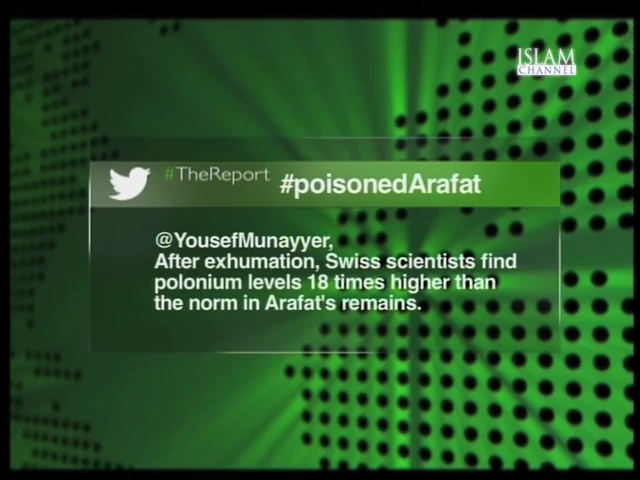 ISLAM
CHANNEL
#TheReport #poisonedArafat
@YousefMunayyer,
After exhumation, Swiss scientists find
polonium levels 18 times higher than
the norm in Arafat's remains.